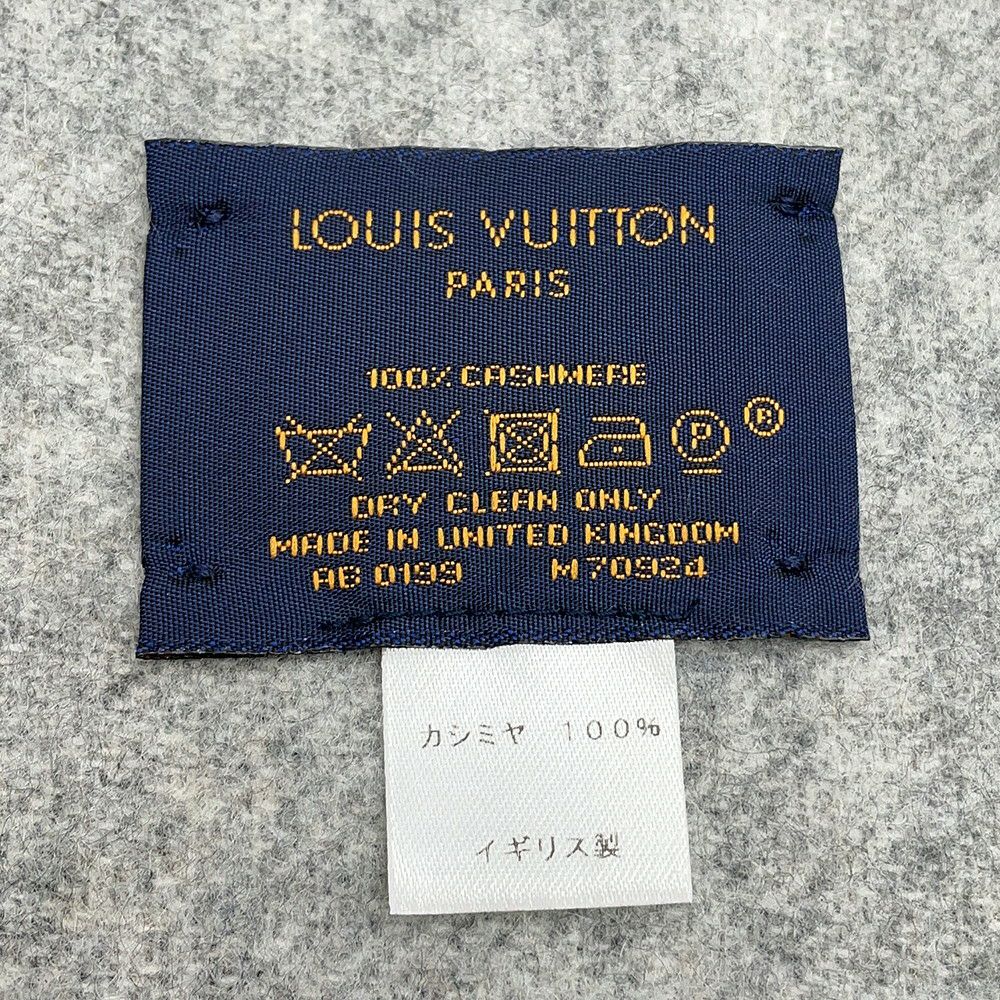 LOUIS VUITTON
PARIS
100% CASHMERE
P ®
DRY CLEAN ONLY
MADE IN UNITED KINGDOM
AB 0199 M70924
カシミヤ 100%
イギリス製